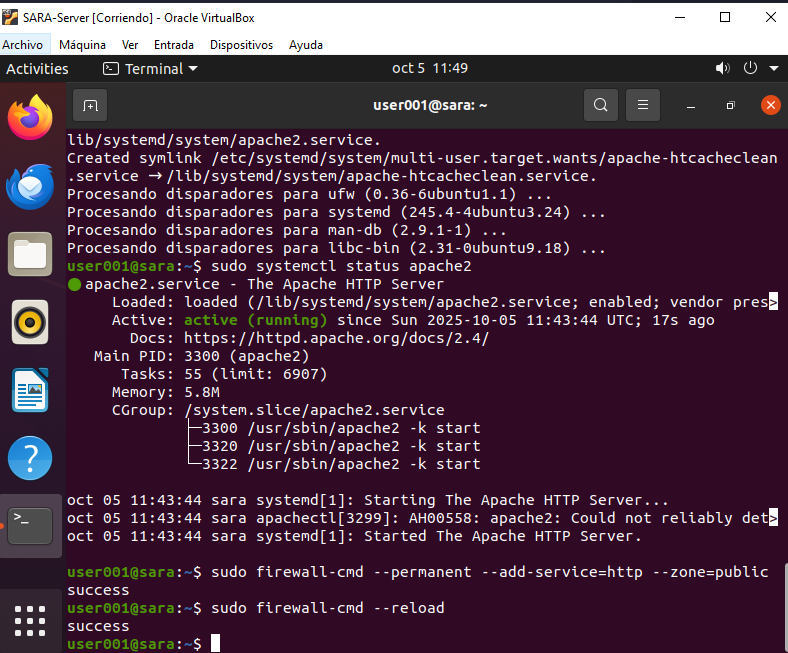 SARA-Server [Corriendo] - Oracle VirtualBox
Archivo Máquina Ver Entrada Dispositivos Ayuda
Activities Terminal oct 5 11:49
user001@sara: ~
lib/systemd/system/apache2.service.
Created symlink /etc/systemd/system/multi-user.target.wants/apache-htcacheclean
.service → /lib/systemd/system/apache-htcacheclean.service.
Procesando disparadores para ufw (0.36-6ubuntu1.1) ...
Procesando disparadores para systemd (245.4-4ubuntu3.24) ...
Procesando disparadores para man-db (2.9.1-1) ...
Procesando disparadores para libc-bin (2.31-0ubuntu9.18) ...
user001@sara:~$ sudo systemctl status apache2
● apache2.service - The Apache HTTP Server
Loaded: loaded (/lib/systemd/system/apache2.service; enabled; vendor pres>
Active: active (running) since Sun 2025-10-05 11:43:44 UTC; 17s ago
Docs: https://httpd.apache.org/docs/2.4/
Main PID: 3300 (apache2)
Tasks: 55 (limit: 6907)
Memory: 5.8M
CGroup: /system.slice/apache2.service
├─3300 /usr/sbin/apache2 -k start
├─3320 /usr/sbin/apache2 -k start
└─3322 /usr/sbin/apache2 -k start
oct 05 11:43:44 sara systemd[1]: Starting The Apache HTTP Server...
oct 05 11:43:44 sara apachectl[3299]: AH00558: apache2: Could not reliably det>
oct 05 11:43:44 sara systemd[1]: Started The Apache HTTP Server.
user001@sara:~$ sudo firewall-cmd --permanent --add-service=http --zone=public
success
user001@sara:~$ sudo firewall-cmd --reload
success
user001@sara:~$